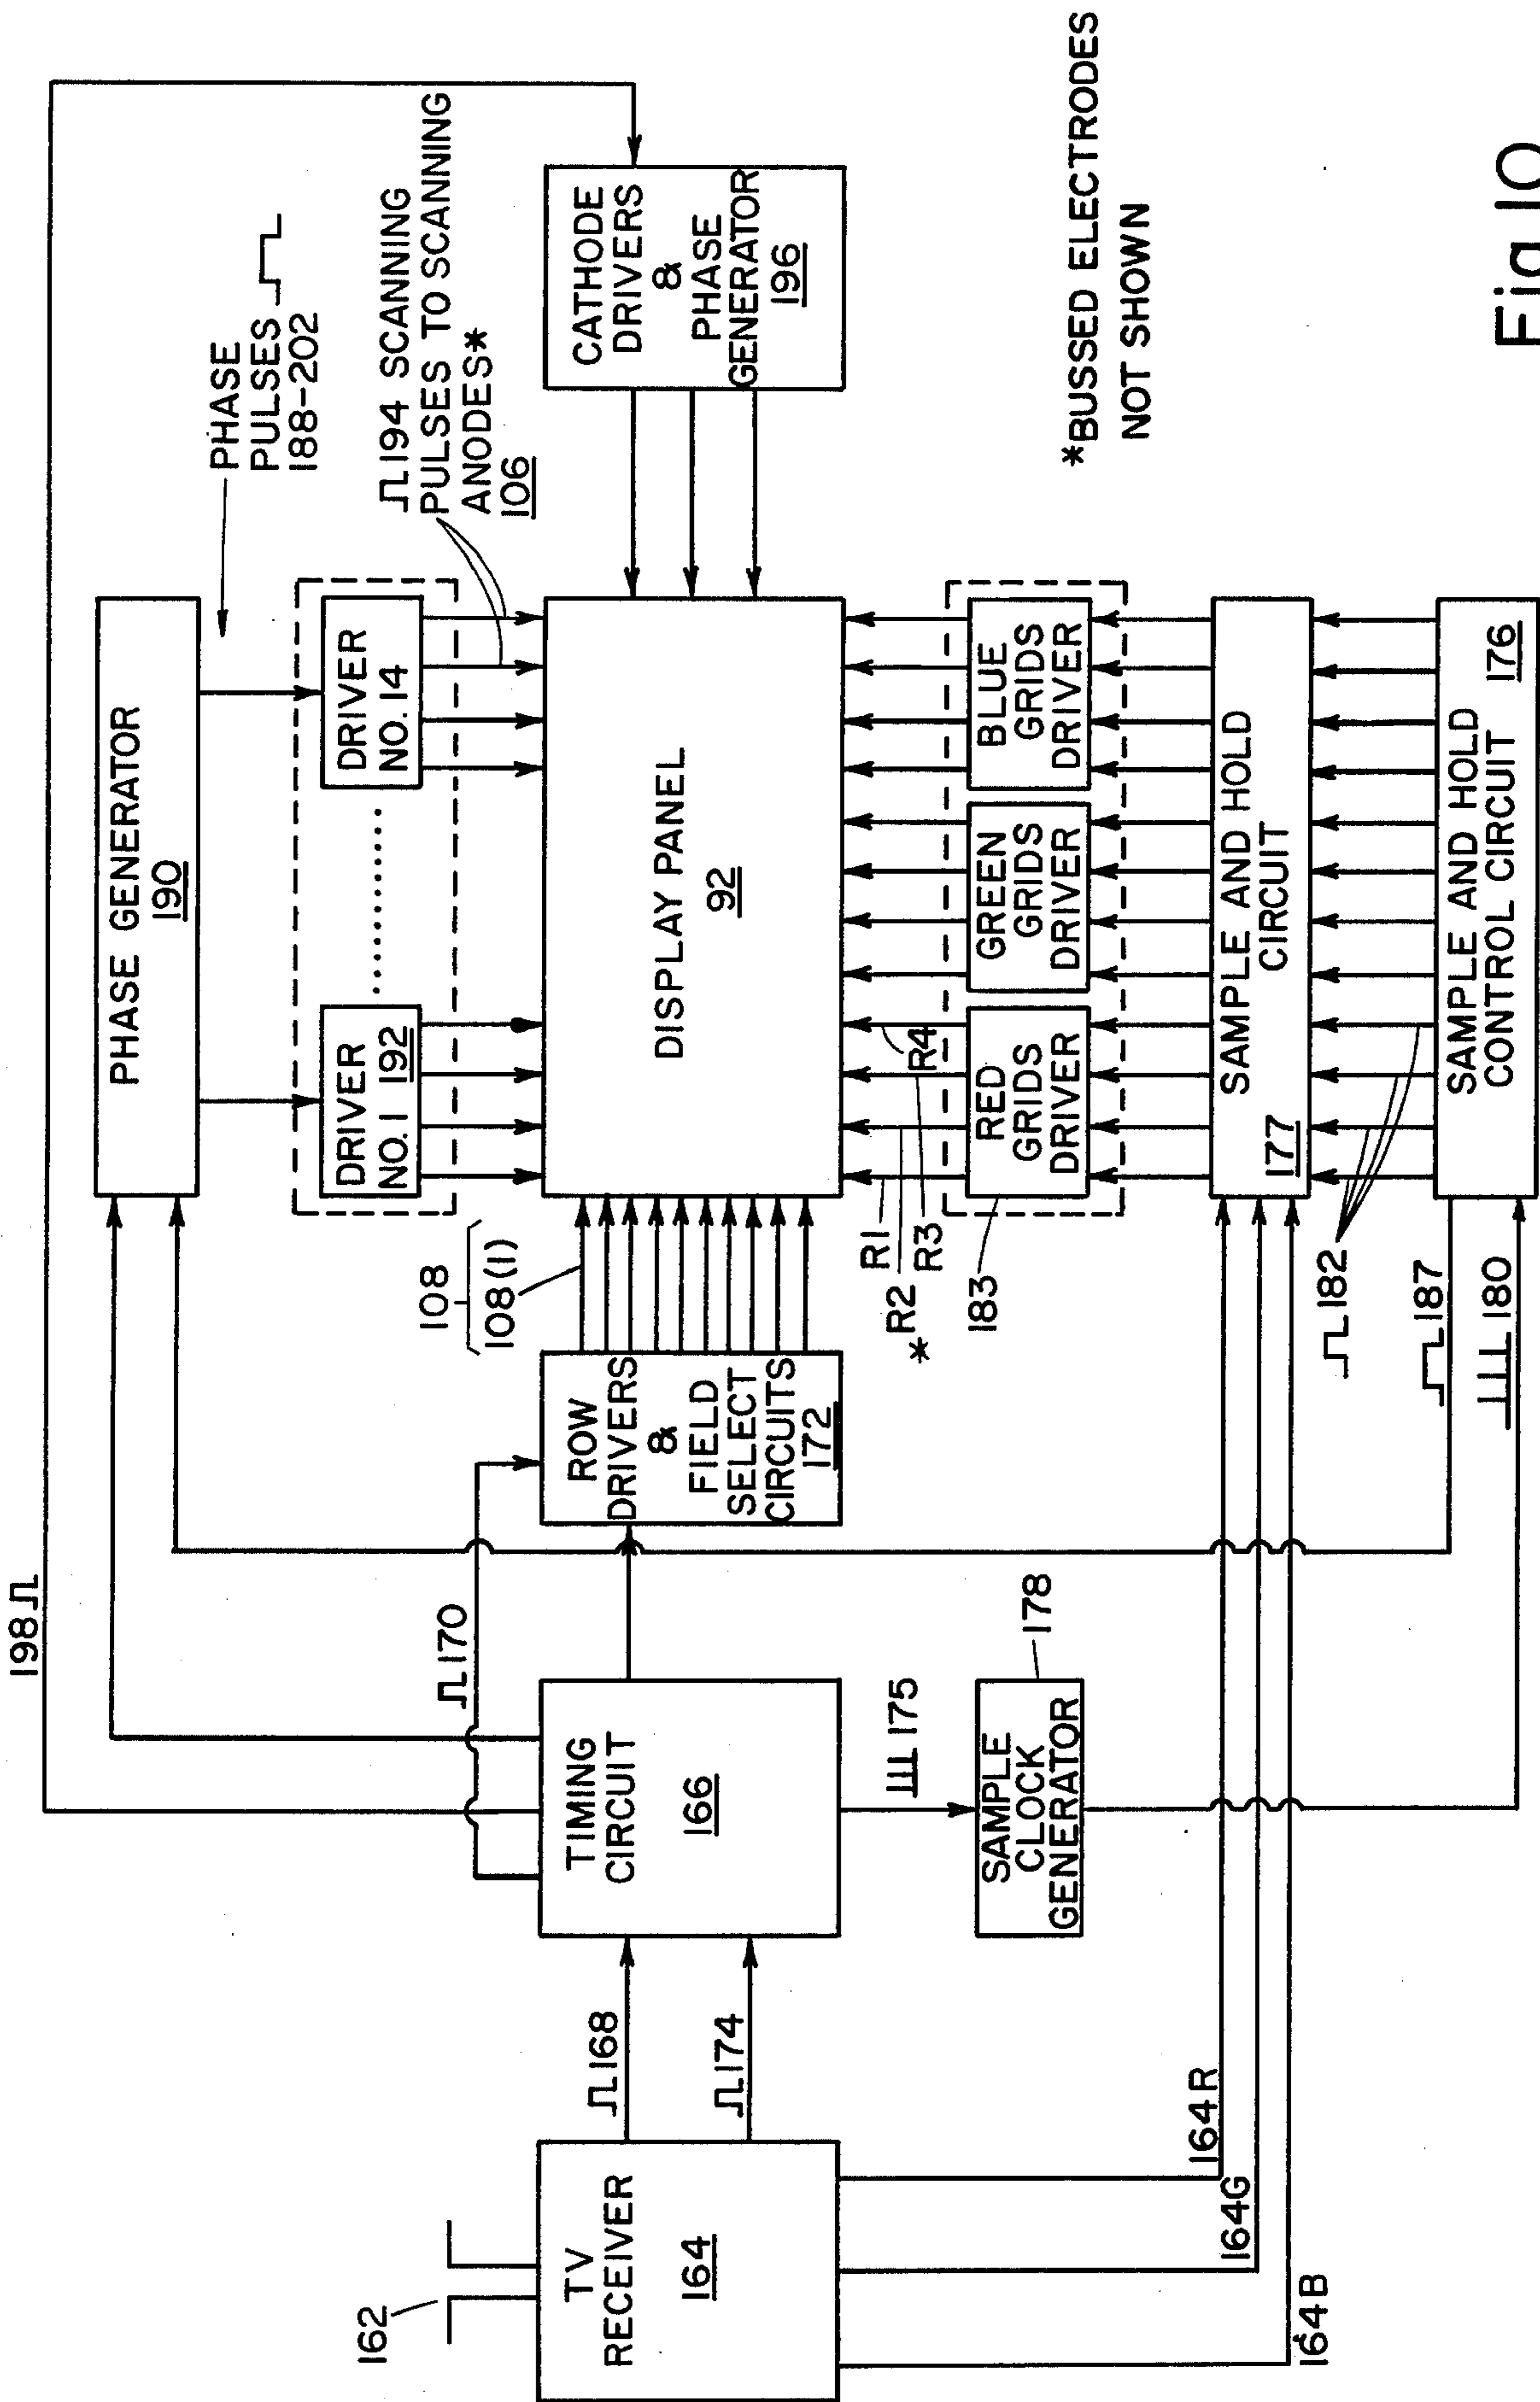 198
PHASE GENERATOR
190
PHASE
PULSES
188-202
DRIVER
NO. 1 192
DRIVER
NO. 14
194 SCANNING
PULSES TO SCANNING
ANODES*
106
162
TV
RECEIVER
164
168
174
TIMING
CIRCUIT
166
170
ROW
DRIVERS
&
FIELD
SELECT
CIRCUITS
172
108
108(1)
DISPLAY PANEL
92
CATHODE
DRIVERS
&
PHASE
GENERATOR
196
175
SAMPLE
CLOCK
GENERATOR
178
R1
*R2
R3
R4
183
RED
GRIDS
DRIVER
GREEN
GRIDS
DRIVER
BLUE
GRIDS
DRIVER
*BUSSED ELECTRODES
NOT SHOWN
164R
164G
164B
SAMPLE AND HOLD
CIRCUIT
177
182
187
180
SAMPLE AND HOLD
CONTROL CIRCUIT
176
Fig. 10